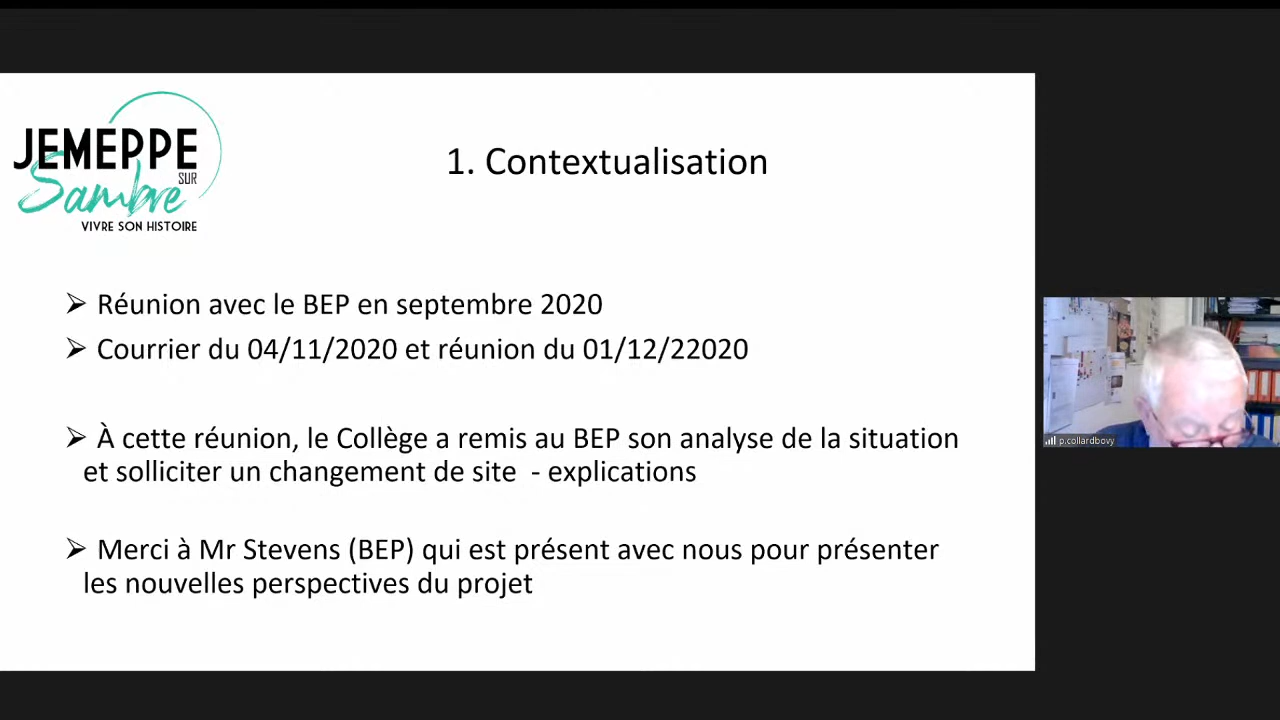 JEMEPPE
SUR
Sambre
VIVRE SON HISTOIRE
1. Contextualisation
➢ Réunion avec le BEP en septembre 2020
➢ Courrier du 04/11/2020 et réunion du 01/12/22020
➢ À cette réunion, le Collège a remis au BEP son analyse de la situation
et solliciter un changement de site - explications
➢ Merci à Mr Stevens (BEP) qui est présent avec nous pour présenter
les nouvelles perspectives du projet
p.collardbovy